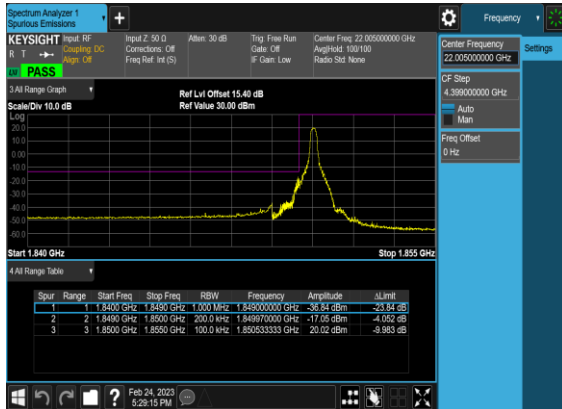 Spectrum Analyzer 1
Spurious Emissions
Frequency
KEYSIGHT
R T
LU PASS
Input: RF
Coupling: DC
Align: Off
Input Z: 50 Ω
Corrections: Off
Freq Ref: Int (S)
Atten: 30 dB
Trig: Free Run
Gate: Off
IF Gain: Low
Center Freq: 22.005000000 GHz
Avg|Hold: 100/100
Radio Std: None
3 All Range Graph
Scale/Div 10.0 dB
Ref Lvl Offset 15.40 dB
Ref Value 30.00 dBm
Log
20.0
10.0
0.00
-10.0
-20.0
-30.0
-40.0
-50.0
-60.0
Start 1.840 GHz
Stop 1.855 GHz
4 All Range Table
Spur Range Start Freq Stop Freq RBW Frequency Amplitude ΔLimit
1 1 1.8400 GHz 1.8490 GHz 1.000 MHz 1.849000000 GHz -36.84 dBm -23.84 dB
2 2 1.8490 GHz 1.8500 GHz 200.0 kHz 1.849970000 GHz -17.05 dBm -4.052 dB
3 3 1.8500 GHz 1.8550 GHz 100.0 kHz 1.850533333 GHz 20.02 dBm -9.983 dB
Center Frequency
22.005000000 GHz
Settings
CF Step
4.399000000 GHz
Auto
Man
Freq Offset
0 Hz
Feb 24, 2023
5:29:15 PM